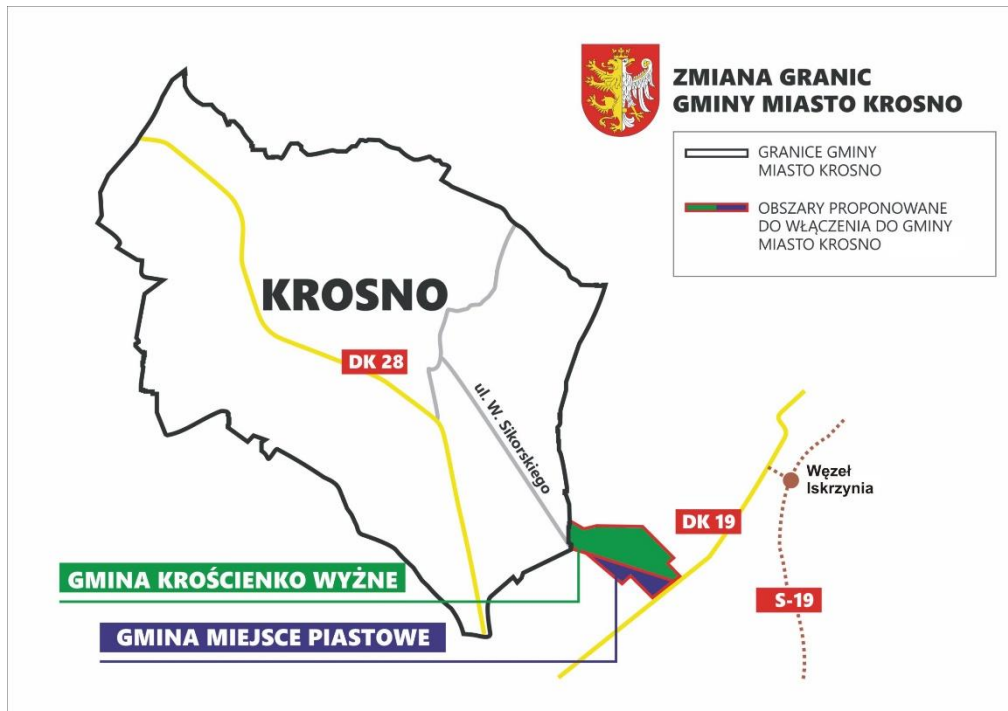 ZMIANA GRANIC
GMINY MIASTO KROSNO
GRANICE GMINY
MIASTO KROSNO
OBSZARY PROPONOWANE
DO WŁĄCZENIA DO GMINY
MIASTO KROSNO
KROSNO
DK 28
ul. W. Sikorskiego
Węzeł
Iskrzynia
DK 19
GMINA KROŚCIENKO WYŻNE
S-19
GMINA MIEJSCE PIASTOWE